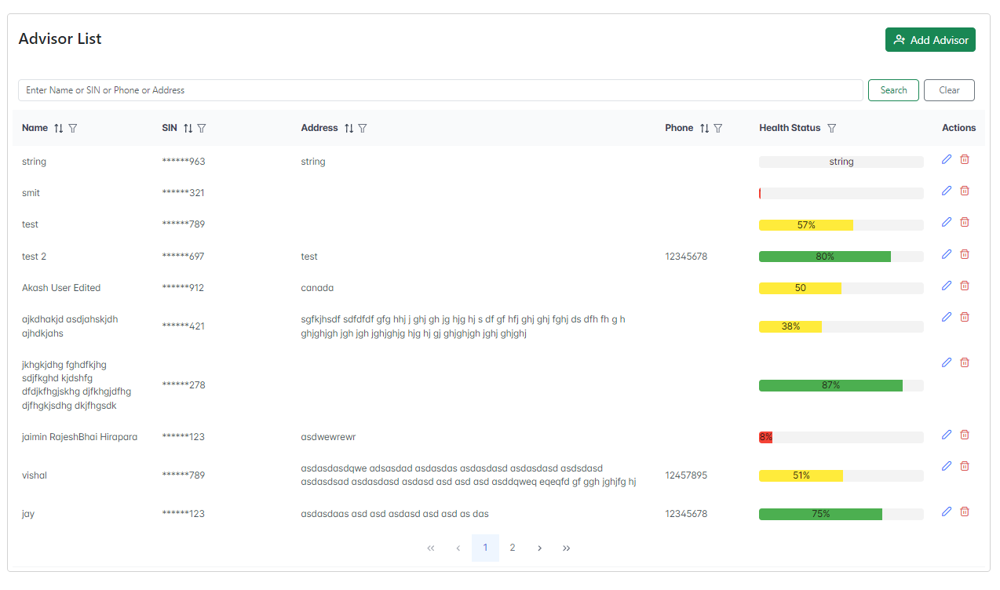 Advisor List
Add Advisor
Enter Name or SIN or Phone or Address
Search
Clear
Name SIN Address Phone Health Status Actions
string ******963 string string
smit ******321
test ******789 57%
test 2 ******697 test 12345678 80%
Akash User Edited ******912 canada 50
ajkdhakjd asdjahskjdh
ajhdkjahs
******421
sgfkjhsdf sdfdfdf gfg hhj j ghj gh jg hjg hj s df gf hfj ghj ghj fghj ds dfh fh g h
ghjghjgh jgh jgh jghjghjg hjg hj gj ghjghjgh jghj ghjghj
38%
jkhgkjdhg fghdfkjhg
sdjfkghd kjdshfg
dfdjkfhgjskhg djfkhgjdfhg
djfhgkjsdhg dkjfhgsdk
******278
87%
jaimin RajeshBhai Hirapara ******123 asdwewrewr 8%
vishal ******789
asdasdasdqwe adsasdad asdasdas asdasdasd asdasdasd asdsdasd
asdasdsad asdasdasd asdasd asd asd asd asddqweq eqeqfd gf ggh jghjfg hj
12457895 51%
jay ******123 asdasdaas asd asd asdasd asd asd as das 12345678 75%
« ‹ 1 2 › »